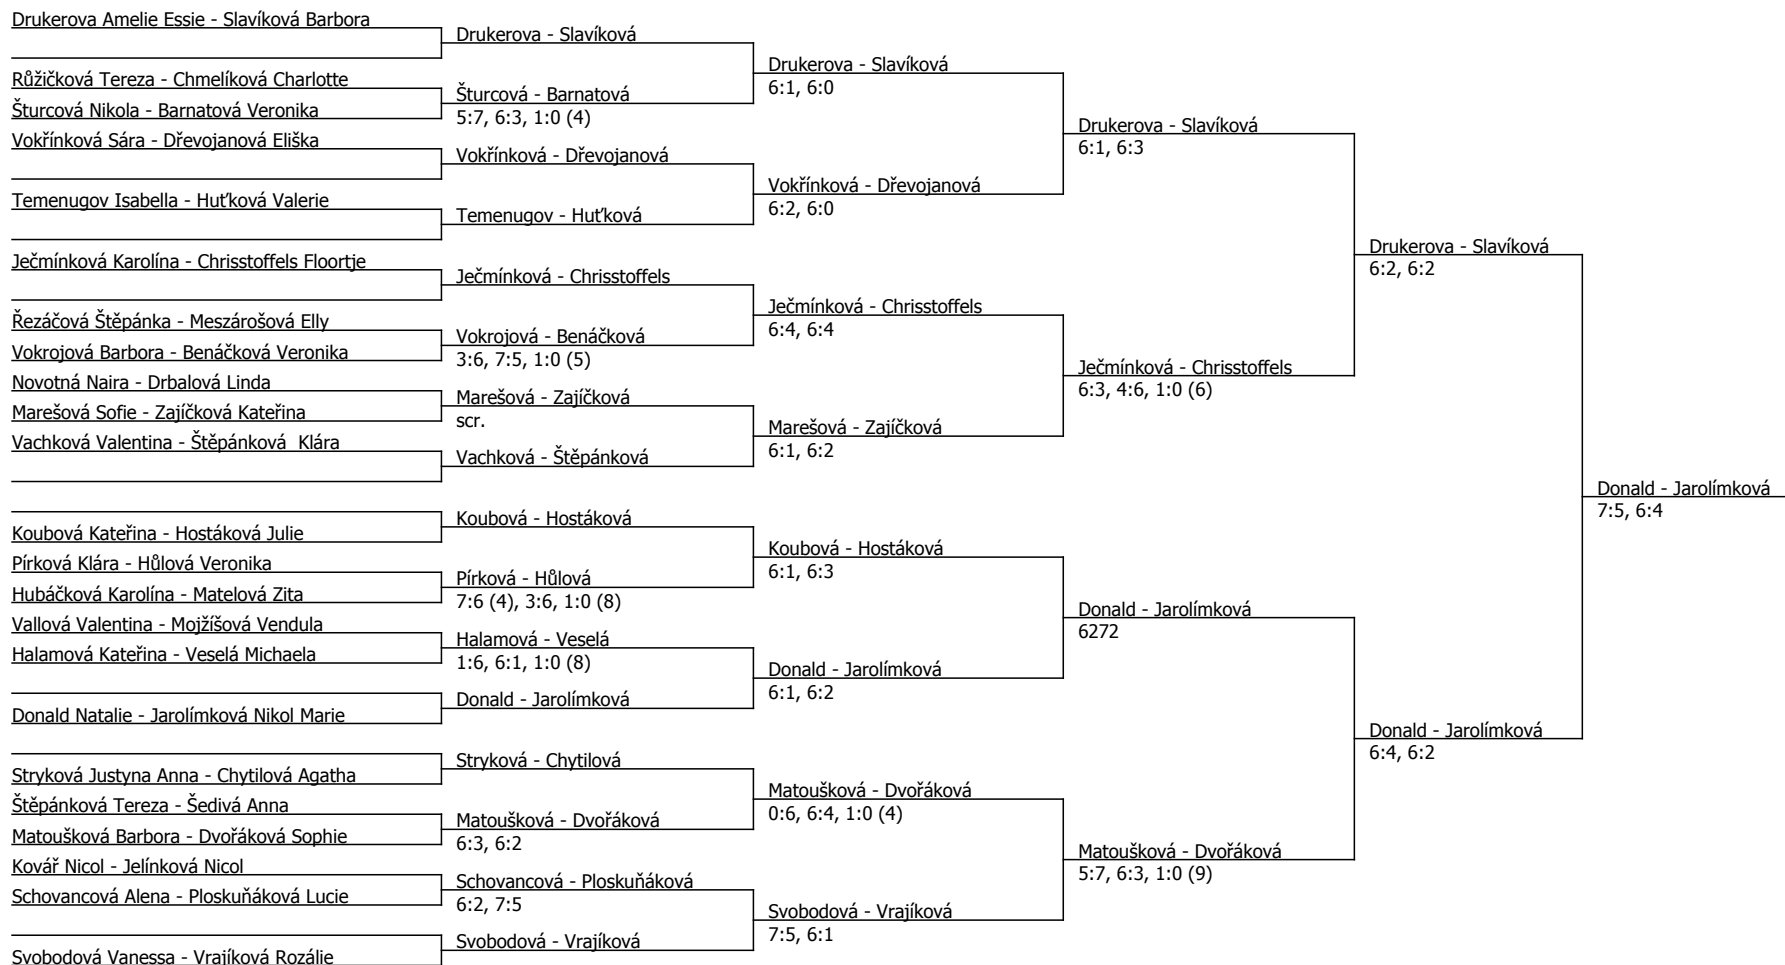 Drukerova Amelie Essie - Slavíková Barbora
Růžičková Tereza - Chmelíková Charlotte
Šturcová Nikola - Barnatová Veronika
Vokřínková Sára - Dřevojanová Eliška
Temenugov Isabella - Huťková Valerie
Ječmínková Karolína - Chrisstoffels Floortje
Řezáčová Štěpánka - Meszárošová Elly
Vokrojová Barbora - Benáčková Veronika
Novotná Naira - Drbalová Linda
Marešová Sofie - Zajíčková Kateřina
Vachková Valentina - Štěpánková  Klára
Koubová Kateřina - Hostáková Julie
Pírková Klára - Hůlová Veronika
Hubáčková Karolína - Matelová Zita
Vallová Valentina - Mojžíšová Vendula
Halamová Kateřina - Veselá Michaela
Donald Natalie - Jarolímková Nikol Marie
Stryková Justyna Anna - Chytilová Agatha
Štěpánková Tereza - Šedivá Anna
Matoušková Barbora - Dvořáková Sophie
Kovář Nicol - Jelínková Nicol
Schovancová Alena - Ploskuňáková Lucie
Svobodová Vanessa - Vrajíková Rozálie
Drukerova - Slavíková
Šturcová - Barnatová
5:7, 6:3, 1:0 (4)
Vokřínková - Dřevojanová
Temenugov - Huťková
Ječmínková - Chrisstoffels
Vokrojová - Benáčková
3:6, 7:5, 1:0 (5)
Marešová - Zajíčková
scr.
Vachková - Štěpánková
Koubová - Hostáková
Pírková - Hůlová
7:6 (4), 3:6, 1:0 (8)
Halamová - Veselá
1:6, 6:1, 1:0 (8)
Donald - Jarolímková
Stryková - Chytilová
Matoušková - Dvořáková
6:3, 6:2
Schovancová - Ploskuňáková
6:2, 7:5
Svobodová - Vrajíková
Drukerova - Slavíková
6:1, 6:0
Vokřínková - Dřevojanová
6:2, 6:0
Ječmínková - Chrisstoffels
6:4, 6:4
Marešová - Zajíčková
6:1, 6:2
Koubová - Hostáková
6:1, 6:3
Donald - Jarolímková
6:1, 6:2
Matoušková - Dvořáková
0:6, 6:4, 1:0 (4)
Svobodová - Vrajíková
7:5, 6:1
Drukerova - Slavíková
6:1, 6:3
Ječmínková - Chrisstoffels
6:3, 4:6, 1:0 (6)
Donald - Jarolímková
6272
Matoušková - Dvořáková
5:7, 6:3, 1:0 (9)
Drukerova - Slavíková
6:2, 6:2
Donald - Jarolímková
6:4, 6:2
Donald - Jarolímková
7:5, 6:4